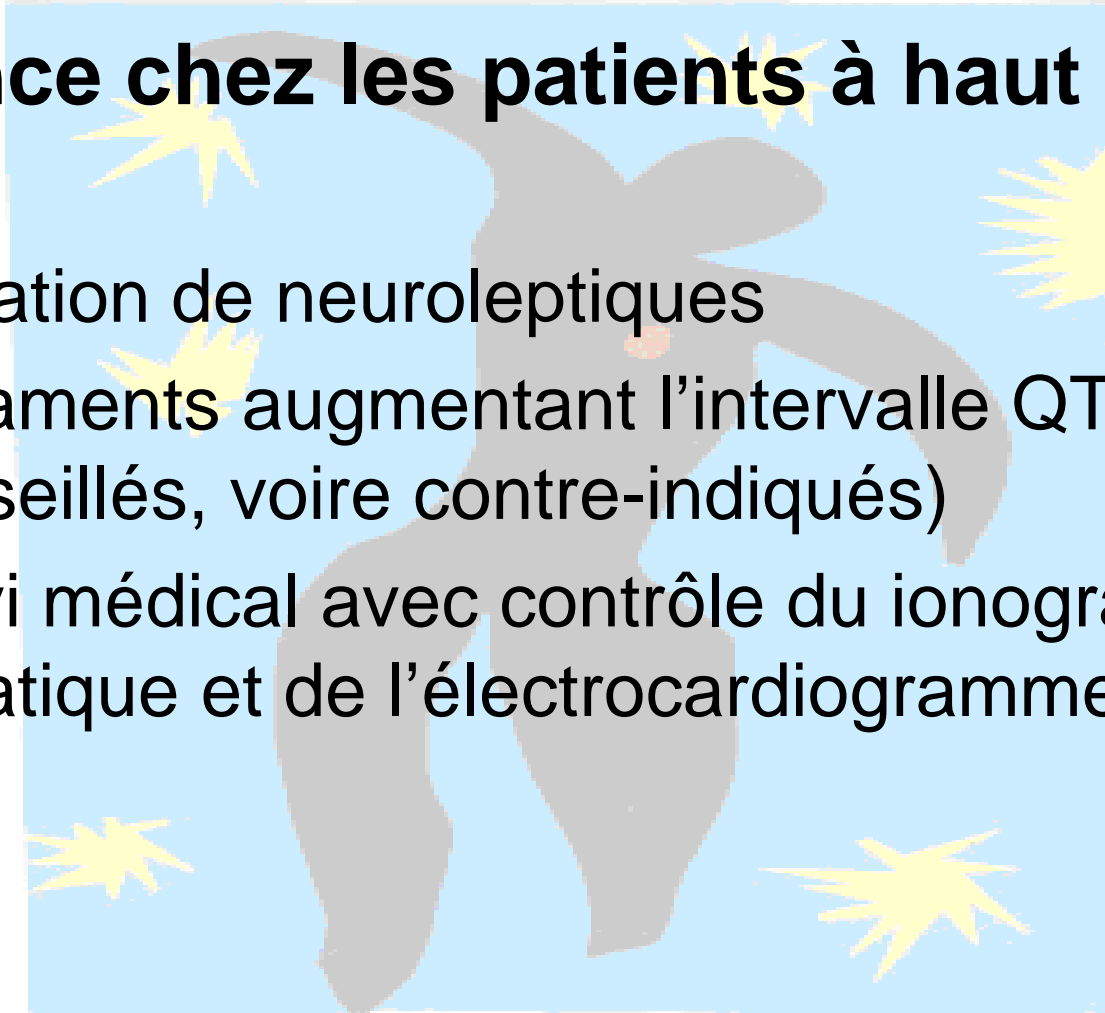 nce chez les patients à haut
ation de neuroleptiques
aments augmentant l’intervalle QT
seillés, voire contre-indiqués)
i médical avec contrôle du ionogra
atique et de l’électrocardiogramme